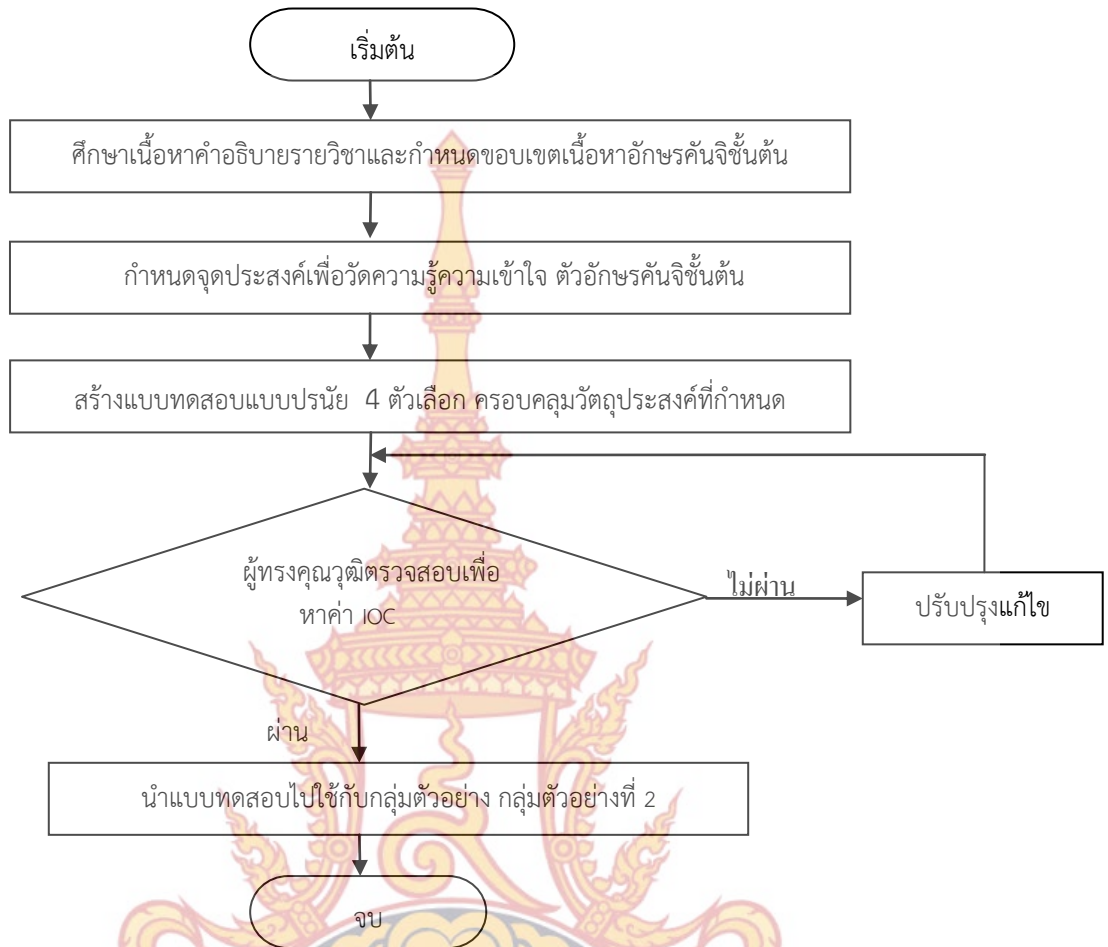 เริ่มต้น
ศึกษาเนื้อหาคำอธิบายรายวิชาและกำหนดขอบเขตเนื้อหาอักษรคันจิชั้นต้น
กำหนดจุดประสงค์เพื่อวัดความรู้ความเข้าใจ ตัวอักษรคันจิชั้นต้น
สร้างแบบทดสอบแบบปรนัย 4 ตัวเลือก ครอบคลุมวัตถุประสงค์ที่กำหนด
ผู้ทรงคุณวุฒิตรวจสอบเพื่อ
หาค่า IOC
ไม่ผ่าน
ปรับปรุงแก้ไข
ผ่าน
นำแบบทดสอบไปใช้กับกลุ่มตัวอย่าง กลุ่มตัวอย่างที่ 2
จบ